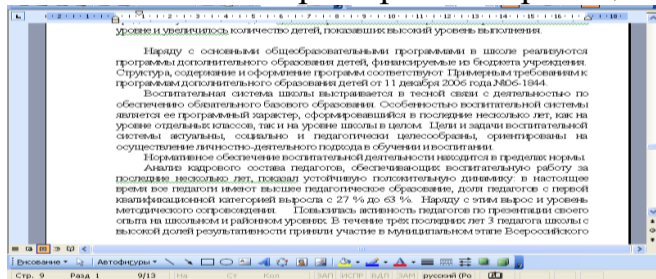 уровне и увеличилось количество детей, показавших высокий уровень выполнения.
Наряду с основными общеобразовательными программами в школе реализуются
программы дополнительного образования детей, финансируемые из бюджета учреждения.
Структура, содержание и оформление программ соответствуют Примерным требованиям к
программам дополнительного образования детей от 11 декабря 2006 года №06-1844.
Воспитательная система школы выстраивается в тесной связи с деятельностью по
обеспечению обязательного базового образования. Особенностью воспитательной системы
является ее программный характер, сформировавшийся в последние несколько лет, как на
уровне отдельных классов, так и на уровне школы в целом. Цели и задачи воспитательной
системы актуальны, социально и педагогически целесообразны, ориентированы на
осуществление личностно-деятельного подхода в обучении и воспитании.
Нормативное обеспечение воспитательной деятельности находится в пределах нормы.
Анализ кадрового состава педагогов, обеспечивающих воспитательную работу за
последние несколько лет, показал устойчивую положительную динамику: в настоящее
время все педагоги имеют высшее педагогическое образование, доля педагогов с первой
квалификационной категорией выросла с 27 % до 63 %. Наряду с этим вырос и уровень
методического сопровождения. Повысилась активность педагогов по презентации своего
опыта на школьном и районном уровнях. В течение трёх последних лет 3 педагога школы с
высокой долей результативности приняли участие в муниципальном этапе Всероссийского
Рисование Автофигуры
Стр. 9 Разд 1 9/13 На Ст Кол ЗАП ИСПР ВДЛ ЗАМ русский (Ро